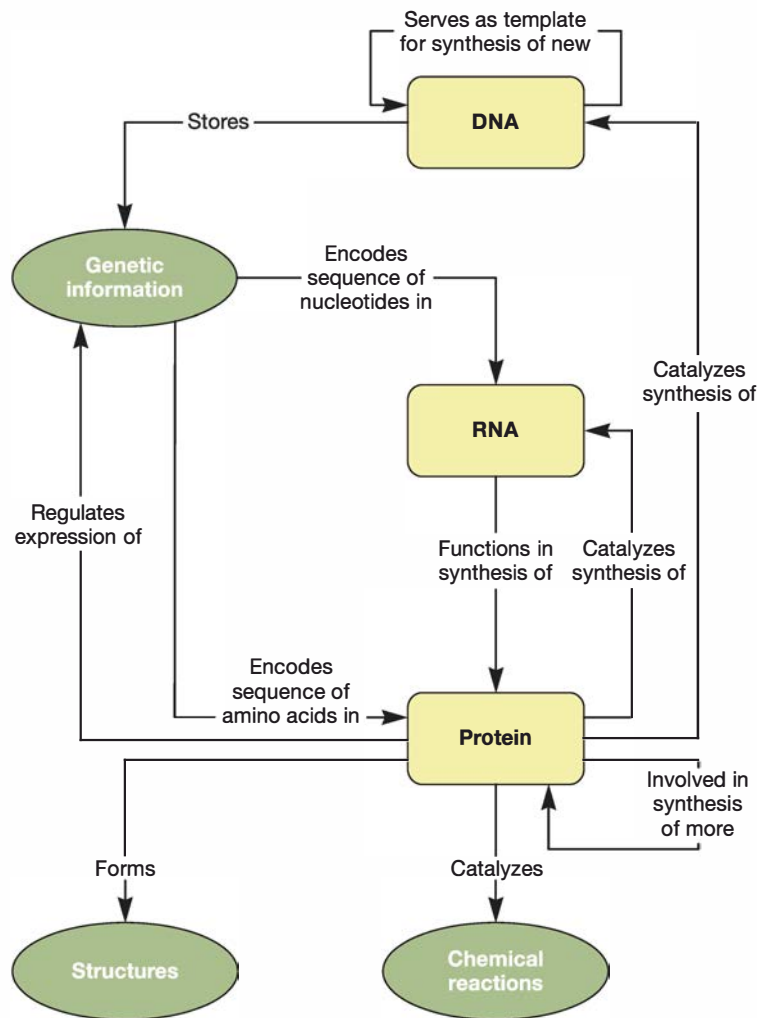 Serves as template
for synthesis of new
DNA
Stores
Genetic
information
Encodes
sequence of
nucleotides in
Catalyzes
synthesis of
RNA
Regulates
expression of
Functions in
synthesis of
Catalyzes
synthesis of
Encodes
sequence of
amino acids in
Protein
Involved in
synthesis
of more
Forms
Catalyzes
Structures
Chemical
reactions